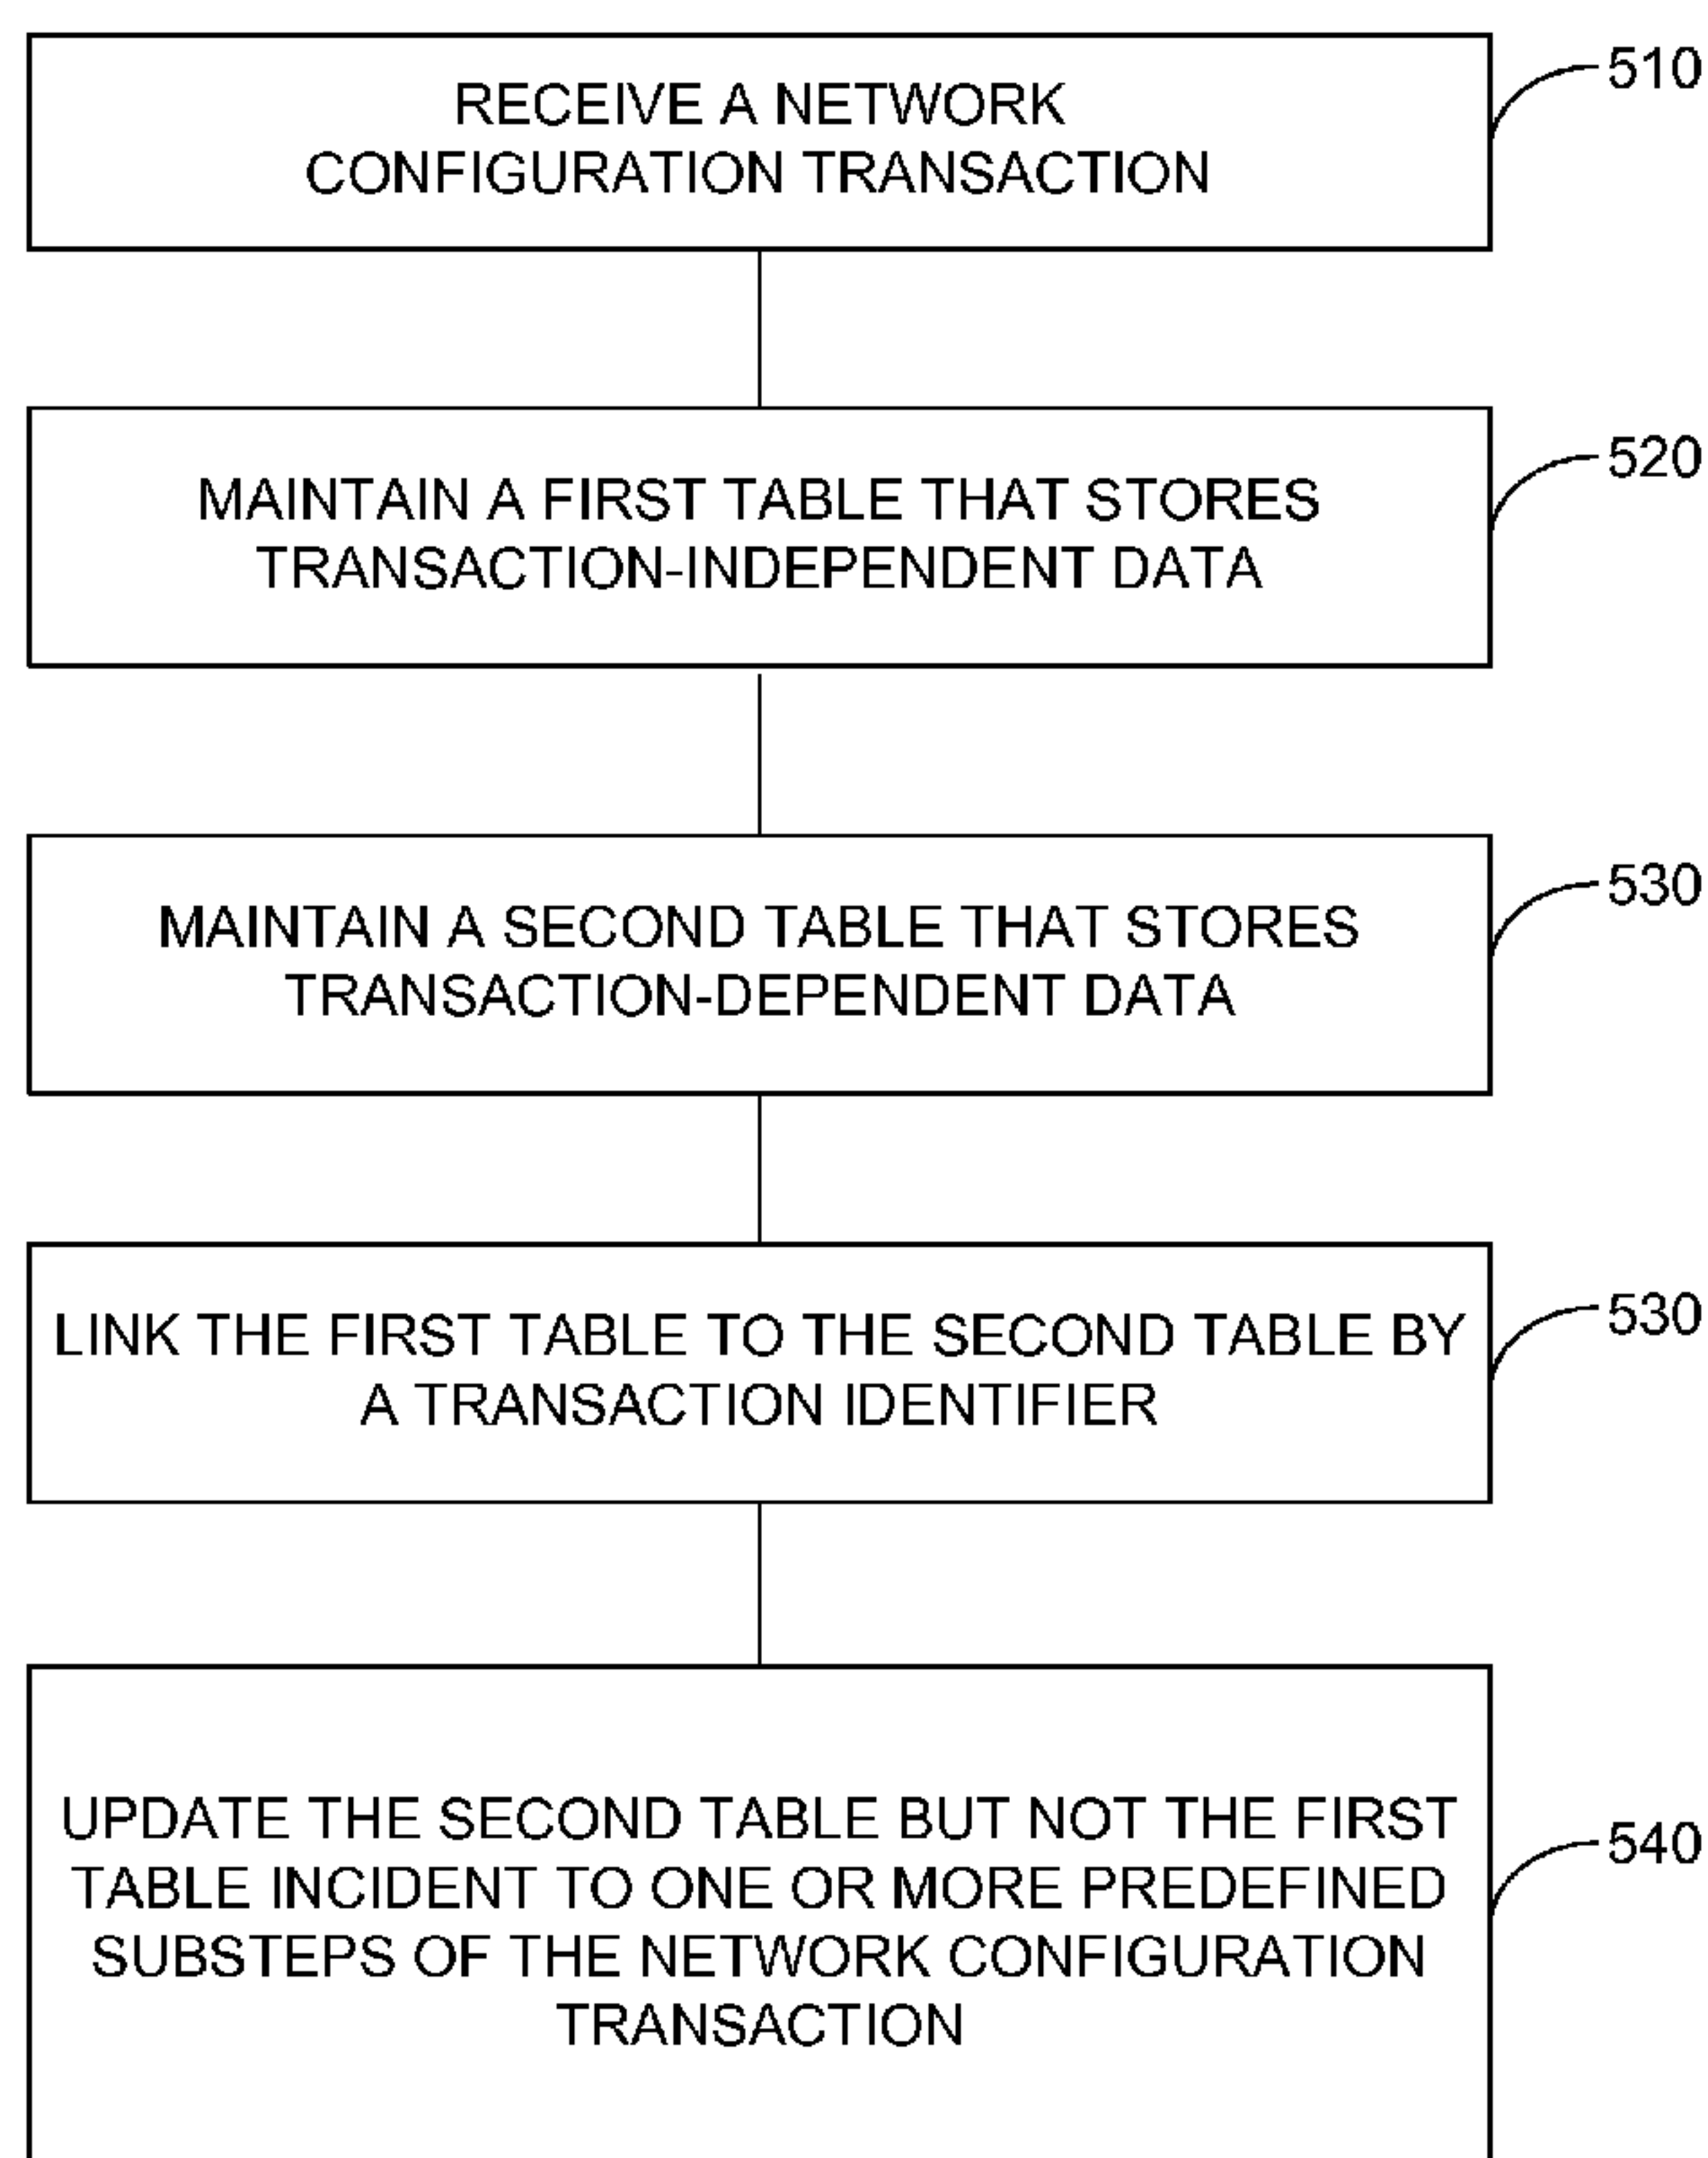 RECEIVE A NETWORK
CONFIGURATION TRANSACTION
510
MAINTAIN A FIRST TABLE THAT STORES
TRANSACTION-INDEPENDENT DATA
520
MAINTAIN A SECOND TABLE THAT STORES
TRANSACTION-DEPENDENT DATA
530
LINK THE FIRST TABLE TO THE SECOND TABLE BY
A TRANSACTION IDENTIFIER
530
UPDATE THE SECOND TABLE BUT NOT THE FIRST
TABLE INCIDENT TO ONE OR MORE PREDEFINED
SUBSTEPS OF THE NETWORK CONFIGURATION
TRANSACTION
540